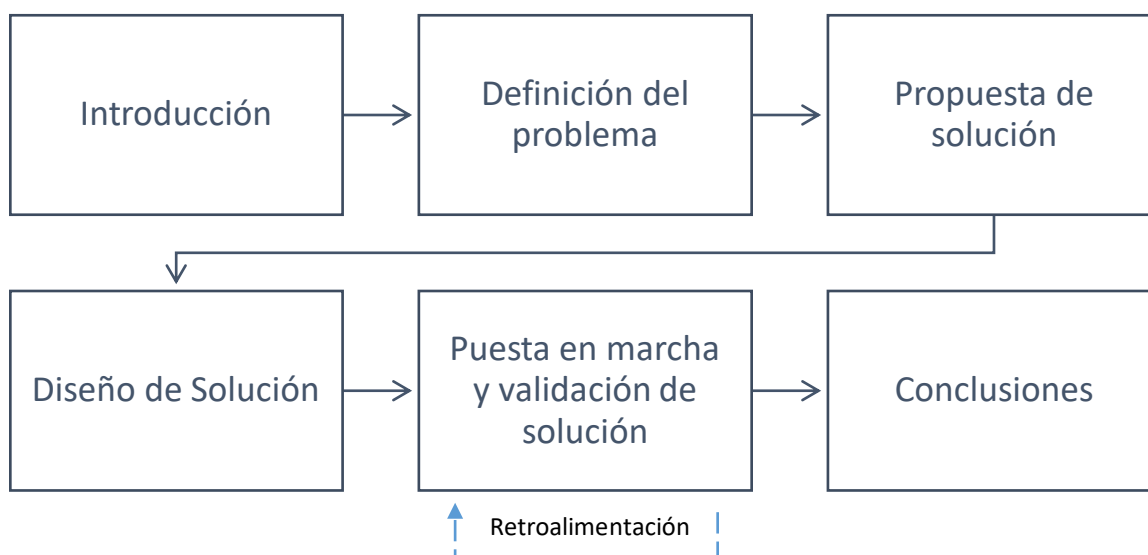 Introducción
Definición del
problema
Propuesta de
solución
Diseño de Solución
Puesta en marcha
y validación de
solución
Conclusiones
Retroalimentación